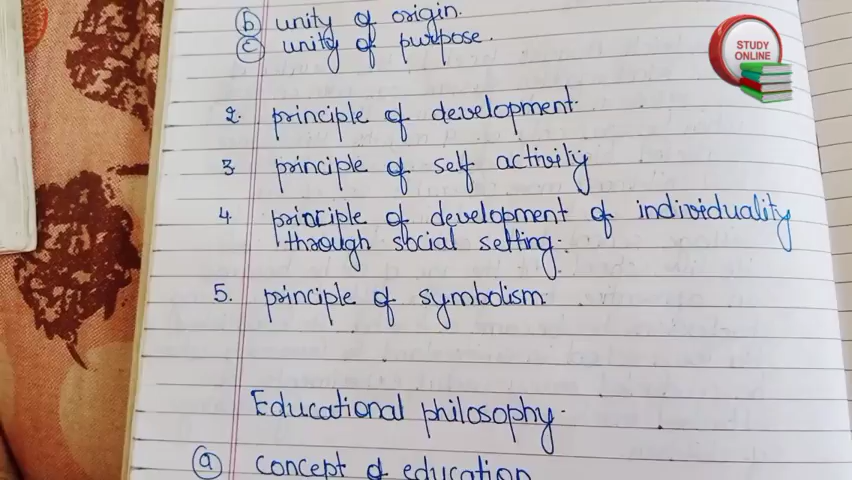 ⓑ unity of origin.
ⓒ unity of purpose.
STUDY
ONLINE
2. principle of development.
3 principle of self activity
4 principle of development of individuality
through social setting.
5. principle of symbolism.
Educational philosophy.
ⓐ concept of education